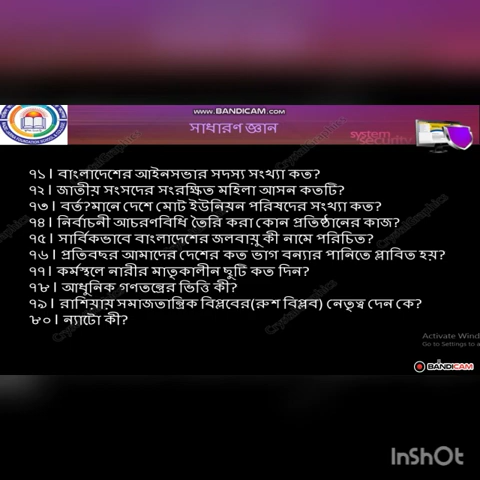 www.BANDICAM.com
সাধারণ জ্ঞান
system
security
৭১। বাংলাদেশের আইনসভার সদস্য সংখ্যা কত?
৭২। জাতীয় সংসদের সংরক্ষিত মহিলা আসন কতটি?
৭৩। বর্ত?মানে দেশে মোট ইউনিয়ন পরিষদের সংখ্যা কত?
৭৪। নির্বাচনী আচরণবিধি তৈরি করা কোন প্রতিষ্ঠানের কাজ?
৭৫। সার্বিকভাবে বাংলাদেশের জলবায়ু কী নামে পরিচিত?
৭৬। প্রতিবছর আমাদের দেশের কত ভাগ বন্যার পানিতে প্লাবিত হয়?
৭৭। কর্মস্থলে নারীর মাতৃকালীন ছুটি কত দিন?
৭৮। আধুনিক গণতন্ত্রের ভিত্তি কী?
৭৯। রাশিয়ায় সমাজতান্ত্রিক বিপ্লবের(রুশ বিপ্লব) নেতৃত্ব দেন কে?
৮০। ন্যাটো কী?
Activate Wind
Go to Settings to a
BANDICAM
InShOt